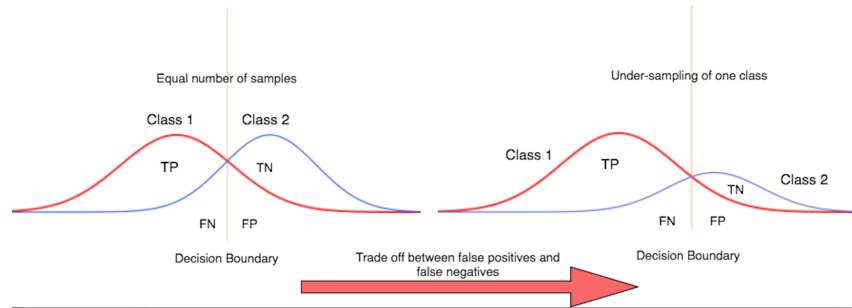 Equal number of samples
Class 1
Class 2
TP
TN
FN
FP
Decision Boundary
Under-sampling of one class
Class 1
TP
Class 2
TN
FN
FP
Decision Boundary
Trade off between false positives and
false negatives